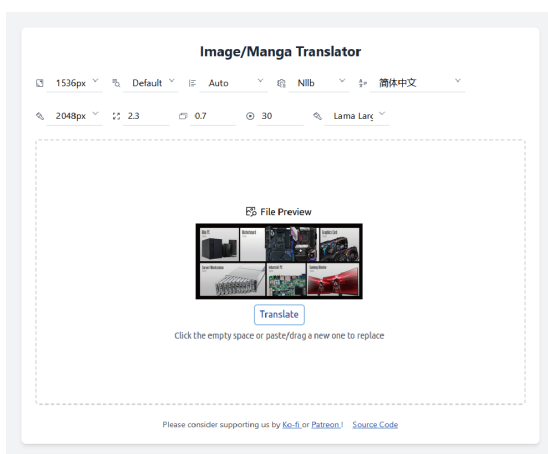 Image/Manga Translator
1536px Default Auto Nllb 简体中文
2048px 2.3 0.7 30 Lama Larg
File Preview
Mini PC Motherboard Graphics Card
Server/Workstation Industrial PC Gaming Mouse
Translate
Click the empty space or paste/drag a new one to replace
Please consider supporting us by Ko-fi or Patreon! Source Code